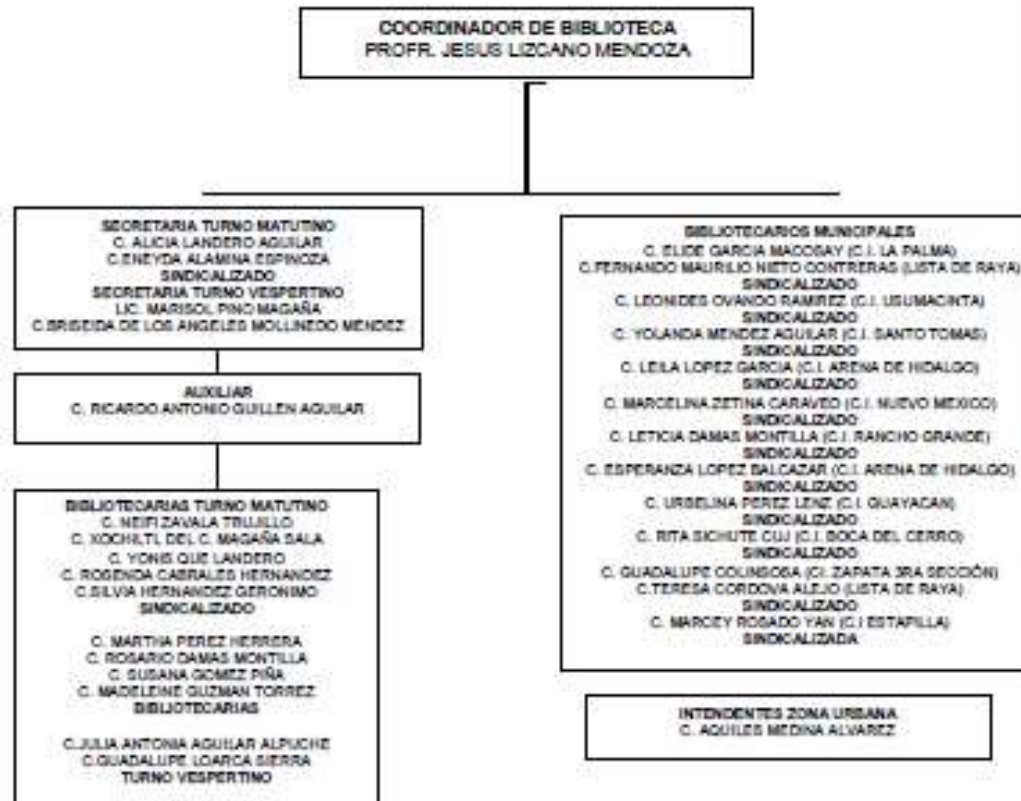 COORDINADOR DE BIBLIOTECA
PROFR. JESUS LIZCANO MENDOZA
SECRETARIA TURNO MATUTINO
C. ALICIA LANDERO AGUILAR
C.ENEYDA ALAMINA ESPINOZA
SINDICALIZADO
SECRETARIA TURNO VESPERTINO
LIC. MARISOL PINO MAGAÑA
C.BRISEIDA DE LOS ANGELES MOLLINEDO MENDEZ
AUXILIAR
C. RICARDO ANTONIO GUILLEN AGUILAR
BIBLIOTECARIAS TURNO MATUTINO
C. NEIFI ZAVALA TRUJILLO
C. XOCHILTL DEL C. MAGAÑA SALA
C. YONIS QUE LANDERO
C. ROSENDA CABRALES HERNANDEZ
C.SILVIA HERNANDEZ GERONIMO
SINDICALIZADO
C. MARTHA PEREZ HERRERA
C. ROSARIO DAMAS MONTILLA
C. SUSANA GOMEZ PIÑA
C. MADELEINE GUZMAN TORREZ
BIBLIOTECARIAS
C.JULIA ANTONIA AGUILAR ALPUCHE
C.GUADALUPE LOARCA SIERRA
TURNO VESPERTINO
BIBLIOTECARIOS MUNICIPALES
C. ELIDE GARCIA MACOSAY (C.I. LA PALMA)
C.FERNANDO MAURILIO NIETO CONTRERAS (LISTA DE RAYA)
SINDICALIZADO
C. LEONIDES OVANDO RAMIREZ (C.I. USUMACINTA)
SINDICALIZADO
C. YOLANDA MENDEZ AGUILAR (C.I. SANTO TOMAS)
SINDICALIZADO
C. LEILA LOPEZ GARCIA (C.I. ARENA DE HIDALGO)
SINDICALIZADO
C. MARCELINA ZETINA CARAVEO (C.I. NUEVO MEXICO)
SINDICALIZADO
C. LETICIA DAMAS MONTILLA (C.I. RANCHO GRANDE)
SINDICALIZADO
C. ESPERANZA LOPEZ BALCAZAR (C.I. ARENA DE HIDALGO)
SINDICALIZADO
C. URBELINA PEREZ LENZ (C.I. GUAYACAN)
SINDICALIZADO
C. RITA SICHUTE CUJ (C.I. BOCA DEL CERRO)
SINDICALIZADO
C. GUADALUPE COLINSOSA (CI. ZAPATA 3RA SECCIÓN)
C.TERESA CORDOVA ALEJO (LISTA DE RAYA)
SINDICALIZADO
C. MARCEY ROSADO YAN (C.I ESTAPILLA)
SINDICALIZADA
INTENDENTES ZONA URBANA
C. AQUILES MEDINA ALVAREZ